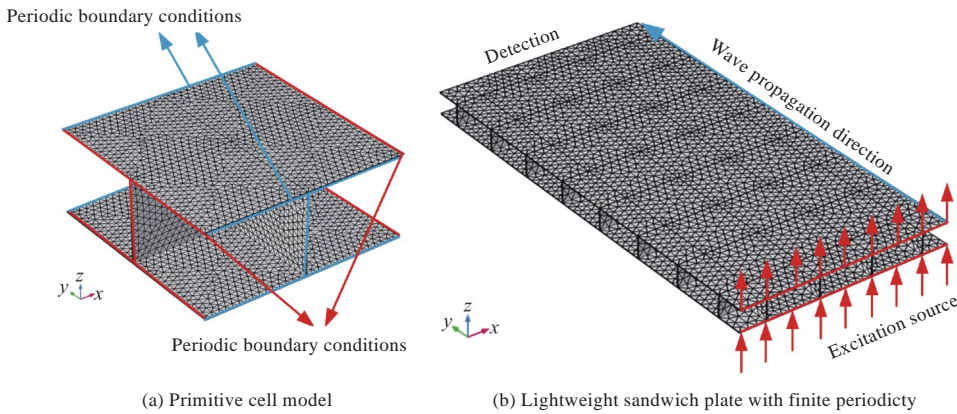 Periodic boundary conditions
z
y
x
Periodic boundary conditions
(a) Primitive cell model
Detection
Wave propagation direction
z
y
x
Excitation source
(b) Lightweight sandwich plate with finite periodicty